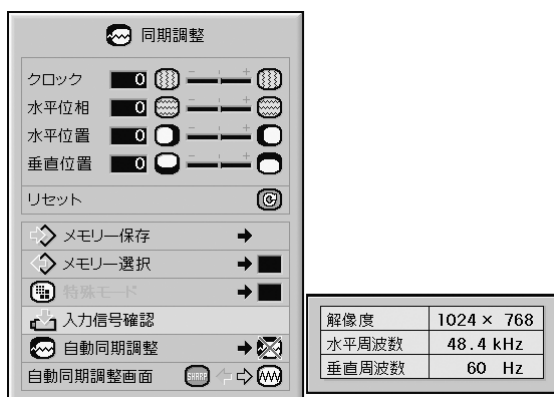 同期調整
クロック 0 − +
水平位相 0 − +
水平位置 0 − +
垂直位置 0 − +
リセット
メモリー保存
メモリー選択
特殊モード
入力信号確認
自動同期調整
自動同期調整画面 SHARP
解像度 1024 × 768
水平周波数 48.4 kHz
垂直周波数 60 Hz